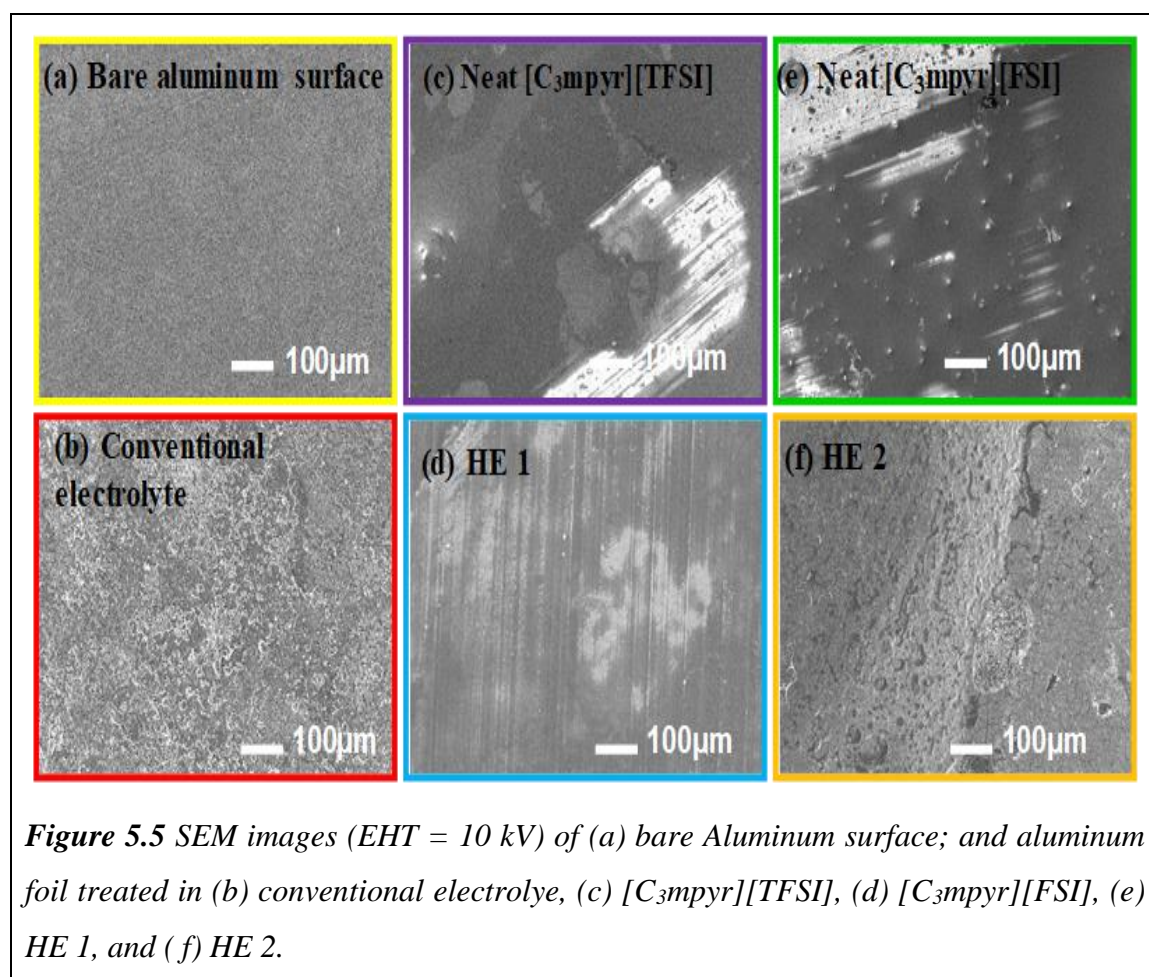 (a) Bare aluminum surface
(c) Neat [C₃mpyr][TFSI]
(e) Neat [C₃mpyr][FSI]
100µm
100µm
100µm
(b) Conventional
electrolyte
(d) HE 1
(f) HE 2
100µm
100µm
100µm
Figure 5.5 SEM images (EHT = 10 kV) of (a) bare Aluminum surface; and aluminum
foil treated in (b) conventional electrolye, (c) [C₃mpyr][TFSI], (d) [C₃mpyr][FSI], (e)
HE 1, and ( f) HE 2.